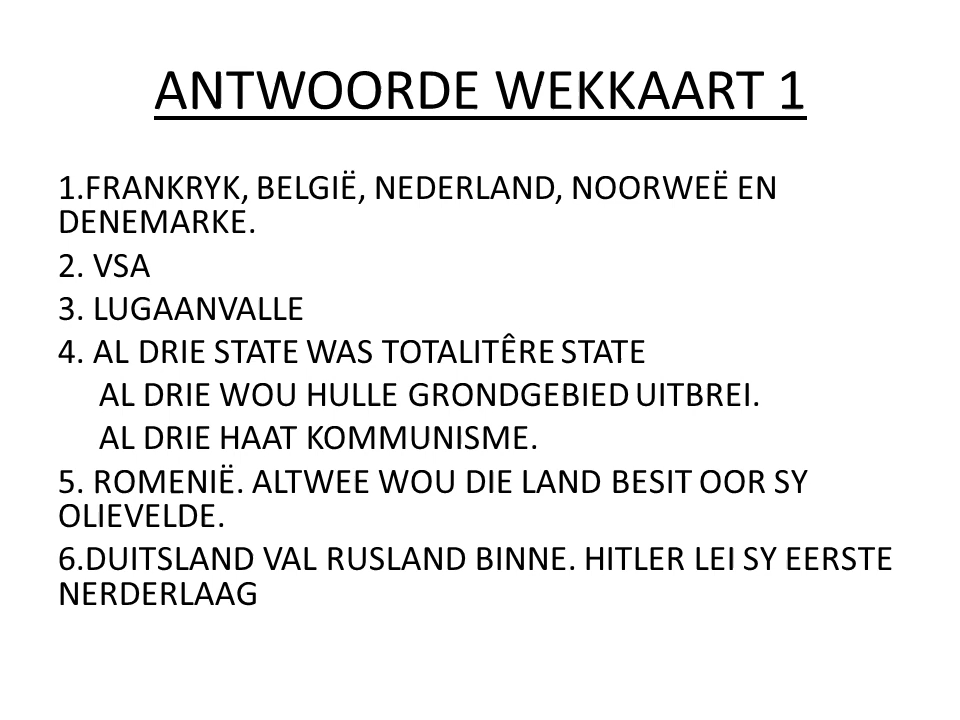 ANTWOORDE WEKKAART 1
1.FRANKRYK, BELGIË, NEDERLAND, NOORWEË EN
DENEMARKE.
2. VSA
3. LUGAANVALLE
4. AL DRIE STATE WAS TOTALITÊRE STATE
AL DRIE WOU HULLE GRONDGEBIED UITBREI.
AL DRIE HAAT KOMMUNISME.
5. ROMENIË. ALTWEE WOU DIE LAND BESIT OOR SY
OLIEVELDE.
6.DUITSLAND VAL RUSLAND BINNE. HITLER LEI SY EERSTE
NERDERLAAG